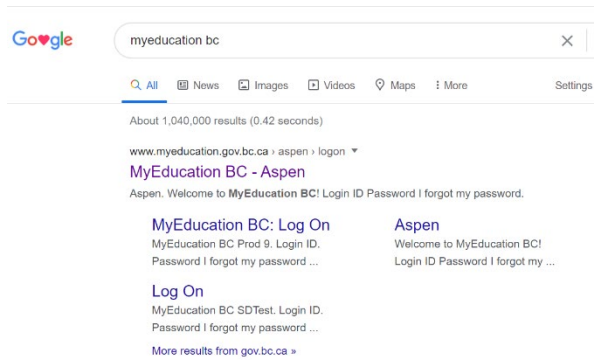 Google
myeducation bc
All News Images Videos Maps More Settings
About 1,040,000 results (0.42 seconds)
www.myeducation.gov.bc.ca › aspen › logon
MyEducation BC - Aspen
Aspen. Welcome to MyEducation BC! Login ID Password I forgot my password.
MyEducation BC: Log On
MyEducation BC Prod 9. Login ID.
Password I forgot my password ...
Aspen
Welcome to MyEducation BC!
Login ID Password I forgot my ...
Log On
MyEducation BC SDTest. Login ID.
Password I forgot my password ...
More results from gov.bc.ca »